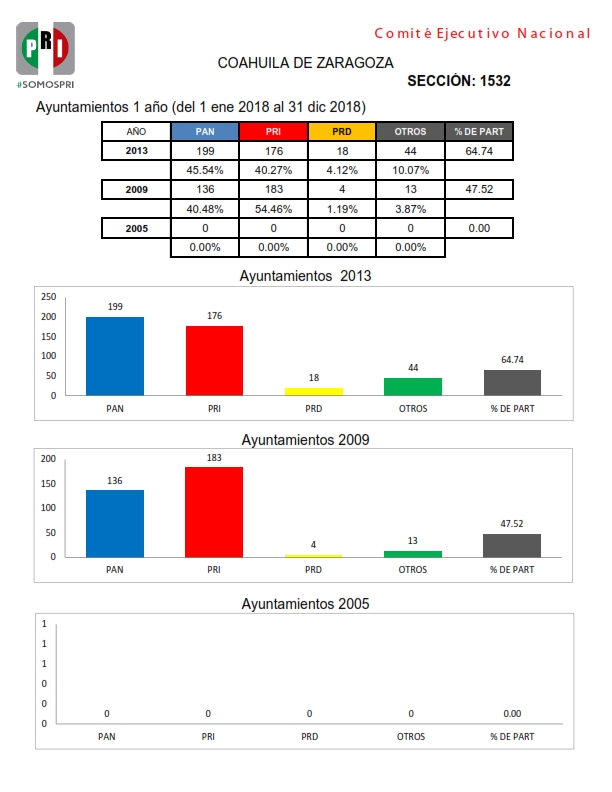 Comité Ejecutivo Nacional
PRI
#SOMOSPRI
COAHUILA DE ZARAGOZA
SECCIÓN: 1532
Ayuntamientos 1 año (del 1 ene 2018 al 31 dic 2018)
AÑO PAN PRI PRD OTROS % DE PART
2013 199 176 18 44 64.74
45.54% 40.27% 4.12% 10.07%
2009 136 183 4 13 47.52
40.48% 54.46% 1.19% 3.87%
2005 0 0 0 0 0.00
0.00% 0.00% 0.00% 0.00%
Ayuntamientos 2013
250
200
150
100
50
0
199 176 18 44 64.74
PAN PRI PRD OTROS % DE PART
Ayuntamientos 2009
200
150
100
50
0
136 183 4 13 47.52
PAN PRI PRD OTROS % DE PART
Ayuntamientos 2005
1
1
1
0
0
0
0 0 0 0 0.00
PAN PRI PRD OTROS % DE PART